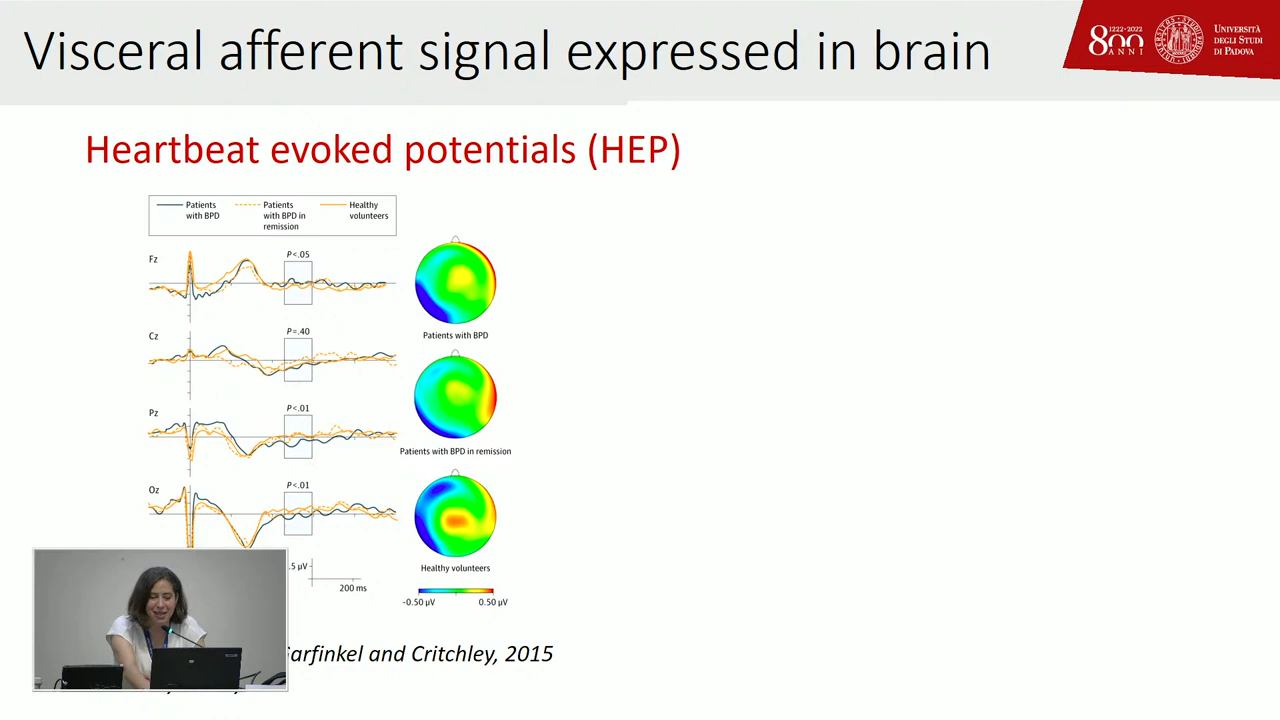 Visceral afferent signal expressed in brain
1222-2022
800
ANNI
UNIVERSITÀ
DEGLI STUDI
DI PADOVA
Heartbeat evoked potentials (HEP)
Patients
with BPD
Patients
with BPD in
remission
Healthy
volunteers
Fz
P<.05
Cz
P=.40
Pz
P<.01
Oz
P<.01
5 µV
200 ms
Patients with BPD
Patients with BPD in remission
Healthy volunteers
-0.50 µV
0.50 µV
Garfinkel and Critchley, 2015